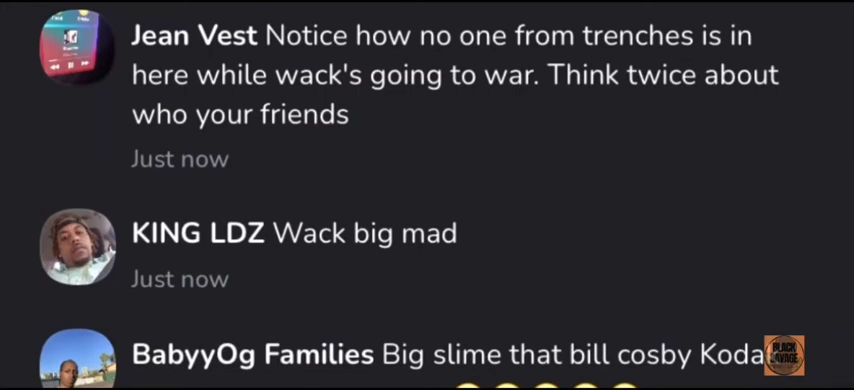 Jean Vest Notice how no one from trenches is in
here while wack's going to war. Think twice about
who your friends
Just now
KING LDZ Wack big mad
Just now
BabyyOg Families Big slime that bill cosby
BLACK
SAVAGE